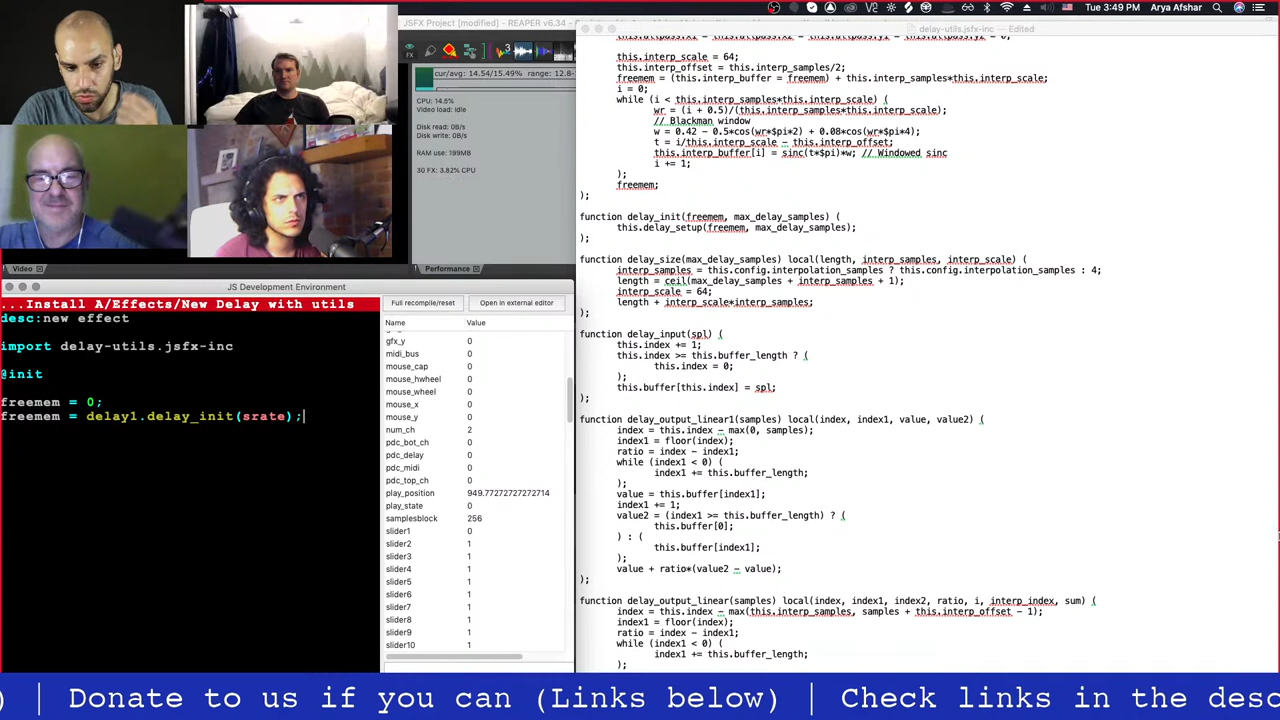 Tue 3:49 PM Arya Afshar
JSFX Project [modified] - REAPER v6.34
delay-utils.jsfx-inc — Edited
FX
cur/avg: 14.54/15.49% range: 12.8-
CPU: 14.5%
Video load: idle
Disk read: 0B/s
Disk write: 0B/s
RAM use: 199MB
30 FX: 3.82% CPU
Video
Performance
this.interp_scale = 64;
this.interp_offset = this.interp_samples/2;
freemem = (this.interp_buffer = freemem) + this.interp_samples*this.interp_scale;
i = 0;
while (i < this.interp_samples*this.interp_scale) (
wr = (i + 0.5)/(this.interp_samples*this.interp_scale);
// Blackman window
w = 0.42 - 0.5*cos(wr*$pi*2) + 0.08*cos(wr*$pi*4);
t = i/this.interp_scale - this.interp_offset;
this.interp_buffer[i] = sinc(t*$pi)*w; // Windowed sinc
i += 1;
);
freemem;
);
function delay_init(freemem, max_delay_samples) (
this.delay_setup(freemem, max_delay_samples);
);
function delay_size(max_delay_samples) local(length, interp_samples, interp_scale) (
interp_samples = this.config.interpolation_samples ? this.config.interpolation_samples : 4;
length = ceil(max_delay_samples + interp_samples + 1);
interp_scale = 64;
length + interp_scale*interp_samples;
);
function delay_input(spl) (
this.index += 1;
this.index >= this.buffer_length ? (
this.index = 0;
);
this.buffer[this.index] = spl;
);
function delay_output_linear1(samples) local(index, index1, value, value2) (
index = this.index - max(0, samples);
index1 = floor(index);
ratio = index - index1;
while (index1 < 0) (
index1 += this.buffer_length;
);
value = this.buffer[index1];
index1 += 1;
value2 = (index1 >= this.buffer_length) ? (
this.buffer[0];
) : (
this.buffer[index1];
);
value + ratio*(value2 - value);
);
function delay_output_linear(samples) local(index, index1, index2, ratio, i, interp_index, sum) (
index = this.index - max(this.interp_samples, samples + this.interp_offset - 1);
index1 = floor(index);
ratio = index - index1;
while (index1 < 0) (
index1 += this.buffer_length;
);
JS Development Environment
...Install A/Effects/New Delay with utils
desc:new effect
import delay-utils.jsfx-inc
@init
freemem = 0;
freemem = delay1.delay_init(srate);
Full recompile/reset Open in external editor
Name Value
gfx_y 0
midi_bus 0
mouse_cap 0
mouse_hwheel 0
mouse_wheel 0
mouse_x 0
mouse_y 0
num_ch 2
pdc_bot_ch 0
pdc_delay 0
pdc_midi 0
pdc_top_ch 0
play_position 949.77272727272714
play_state 0
samplesblock 256
slider1 0
slider2 1
slider3 1
slider4 1
slider5 1
slider6 1
slider7 1
slider8 1
slider9 1
slider10 1
) | Donate to us if you can (Links below) | Check links in the desc